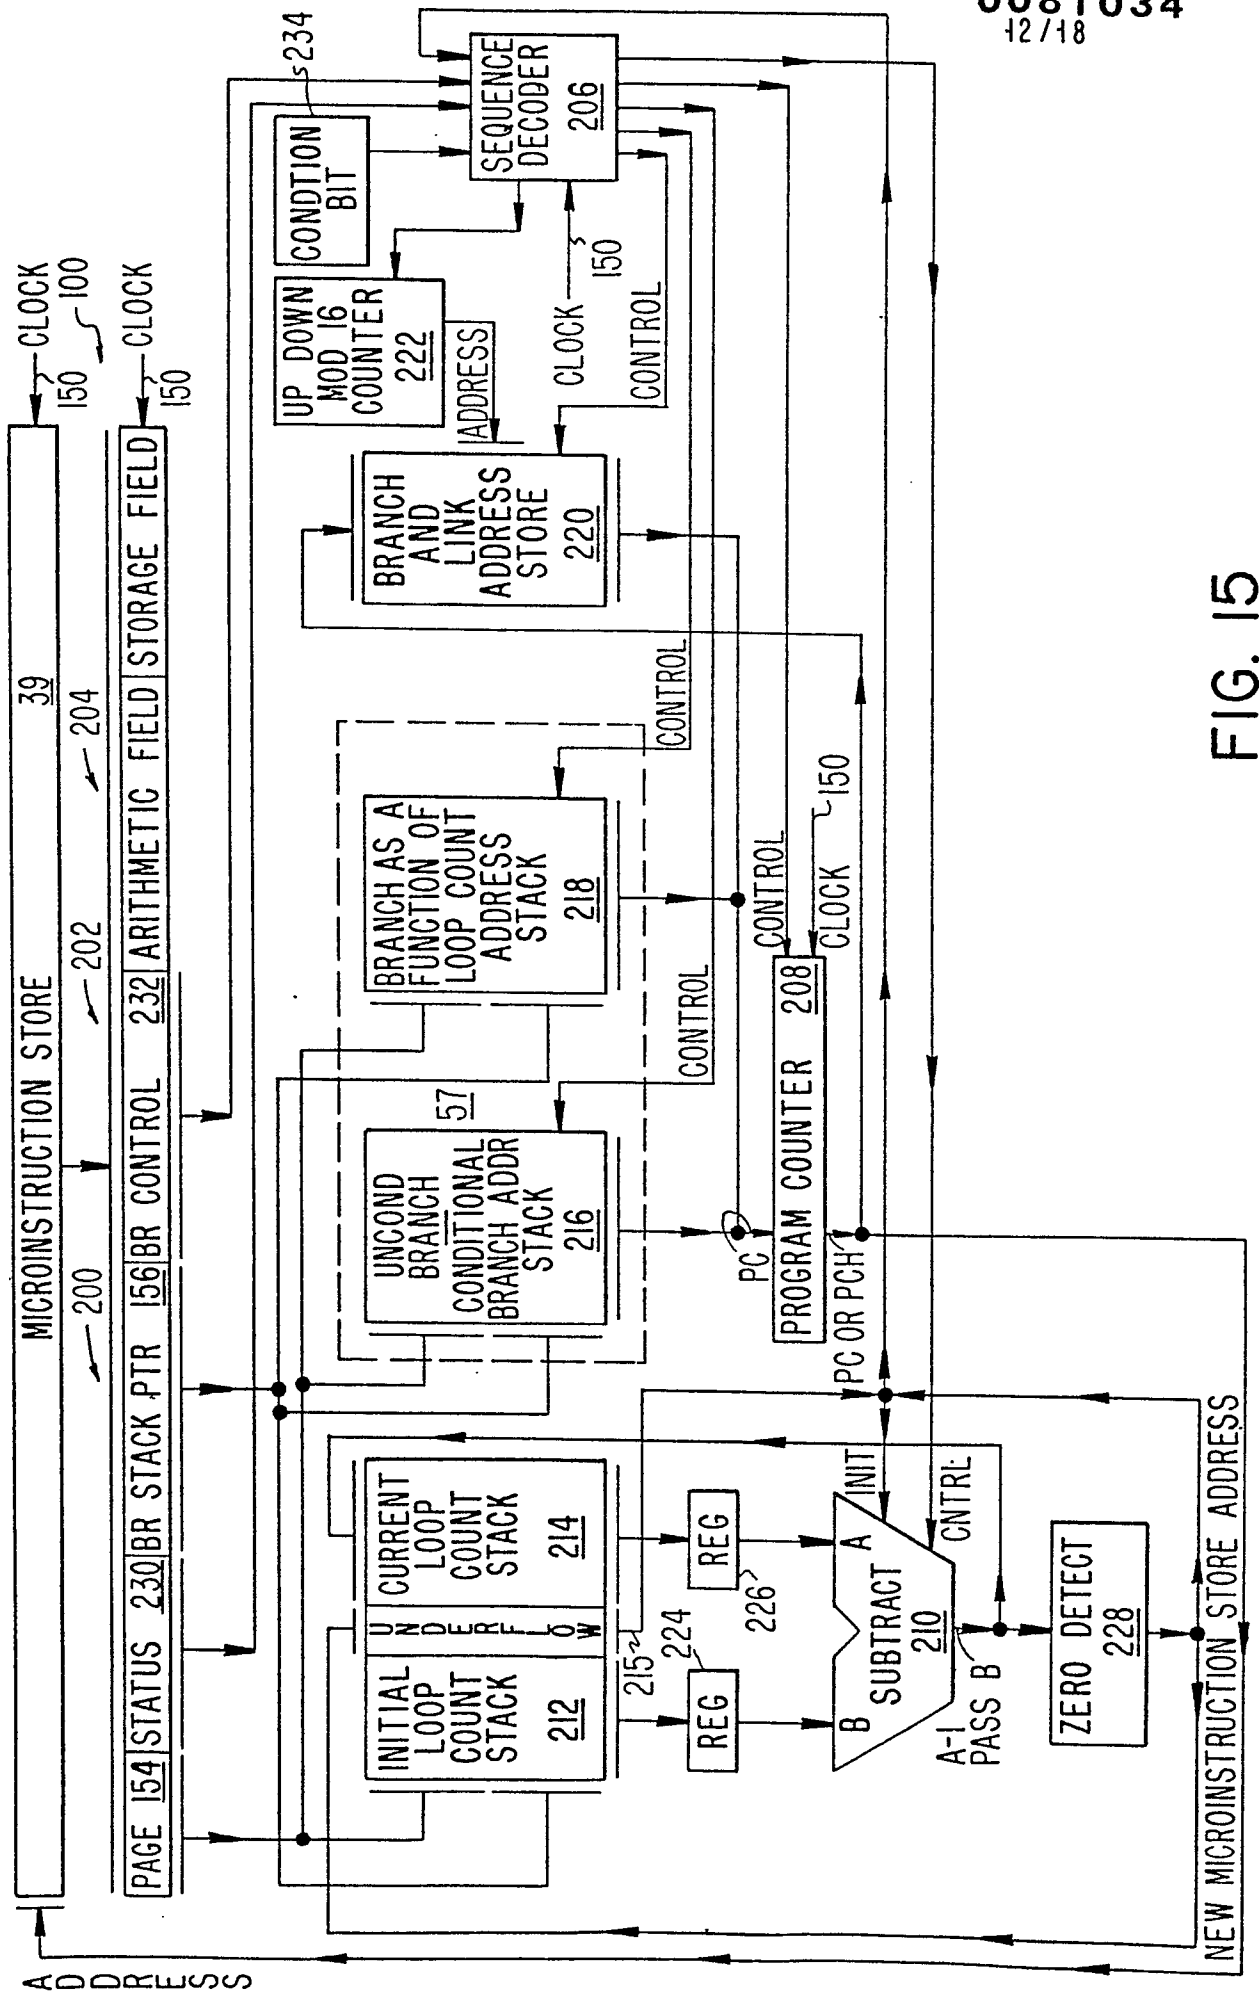 0081034
12/18
MICROINSTRUCTION STORE
39
CLOCK
150
100
200
202
204
CLOCK
150
PAGE 154
STATUS 230
BR STACK PTR 156
BR CONTROL 232
ARITHMETIC FIELD
STORAGE FIELD
ADDRESS
INITIAL
LOOP
COUNT
STACK
212
UNDERFLOW
CURRENT
LOOP
COUNT
STACK
214
215
UNCOND
BRANCH
CONDITIONAL
BRANCH ADDR
STACK
216
57
BRANCH AS A
FUNCTION OF
LOOP COUNT
ADDRESS
STACK
218
BRANCH
AND
LINK
ADDRESS
STORE
220
UP DOWN
MOD 16
COUNTER
222
ADDRESS
CONDTION
BIT
234
SEQUENCE
DECODER
206
CLOCK
150
CONTROL
CONTROL
CONTROL
CONTROL
REG
224
REG
226
B
A
SUBTRACT
210
INIT
CNTRL
A-1
PASS B
ZERO DETECT
228
PC
PROGRAM COUNTER 208
CLOCK
150
PC OR PCH
NEW MICROINSTRUCTION STORE ADDRESS
FIG. 15